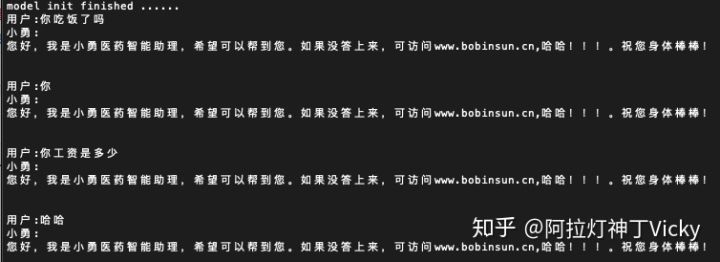 model init finished ......
用户:你吃饭了吗
小勇:
您好，我是小勇医药智能助理，希望可以帮到您。如果没答上来，可访问www.bobinsun.cn,哈哈！！！。祝您身体棒棒！
用户:你
小勇:
您好，我是小勇医药智能助理，希望可以帮到您。如果没答上来，可访问www.bobinsun.cn,哈哈！！！。祝您身体棒棒！
用户:你工资是多少
小勇:
您好，我是小勇医药智能助理，希望可以帮到您。如果没答上来，可访问www.bobinsun.cn,哈哈！！！。祝您身体棒棒！
用户:哈哈
小勇:
您好，我是小勇医药智能助理，希望可以帮到您。如果没答上来，可访问www.bobinsun.cn,哈哈！！！。祝您身体棒棒！
知乎 @阿拉灯神丁Vicky